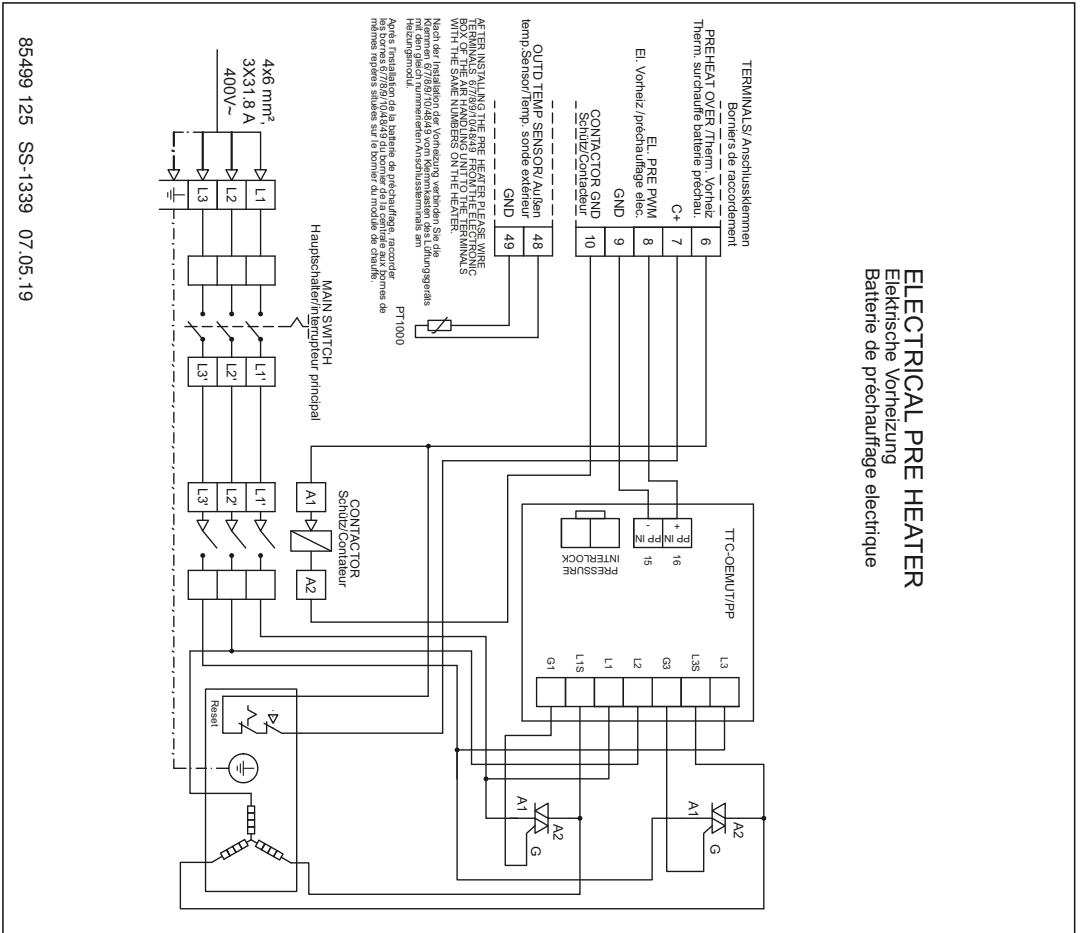 ELECTRICAL PRE HEATER
Elektrische Vorheizung
Batterie de préchauffage electrique
TERMINALS/ Anschlussklemmen
Borniers de raccordement
PREHEAT OVER /Therm. Vorheiz
Therm. surchauffe batterie préchau.
6
C+
7
EL. PRE PWM
El. Vorheiz /préchauffage elec.
8
GND
9
CONTACTOR GND
Schütz/Contacteur
10
OUTD TEMP SENSOR/ Außen
temp.Sensor/Temp. sonde extérieur
48
GND
49
PT1000
AFTER INSTALLING THE PRE HEATER PLEASE WIRE
TERMINALS 6/7/8/9/10/48/49 FROM THE ELECTRONIC
BOX OF THE AIR HANDLING UNIT TO THE TERMINALS
WITH THE SAME NUMBERS ON THE HEATER.
Nach der Installation der Vorheizung verbinden Sie die
Klemmen 6/7/8/9/10/48/49 vom Klemmkasten des Lüftungsgeräts
mit den gleich nummerierten Anschlussterminals am
Heizungsmodul.
Après l'installation de la batterie de préchauffage, raccorder
les bornes 6/7/8/9/10/48/49 du bornier de la centrale aux bornes de
mêmes repères situées sur le bornier du module de chauffe.
TTC-OEMUT/PP
+
PP IN
16
-
PP IN
15
PRESSURE
INTERLOCK
L3
L3S
G3
L2
L1
L1S
G1
A1
A2
G
A1
A2
G
CONTACTOR
Schütz/Contateur
A1
A2
MAIN SWITCH
Hauptschalter/interrupteur principal
4x6 mm²,
3X31.8 A
400V~
L1
L2
L3
L1'
L2'
L3'
L1'
L2'
L3'
Reset
85499 125 SS-1339 07.05.19